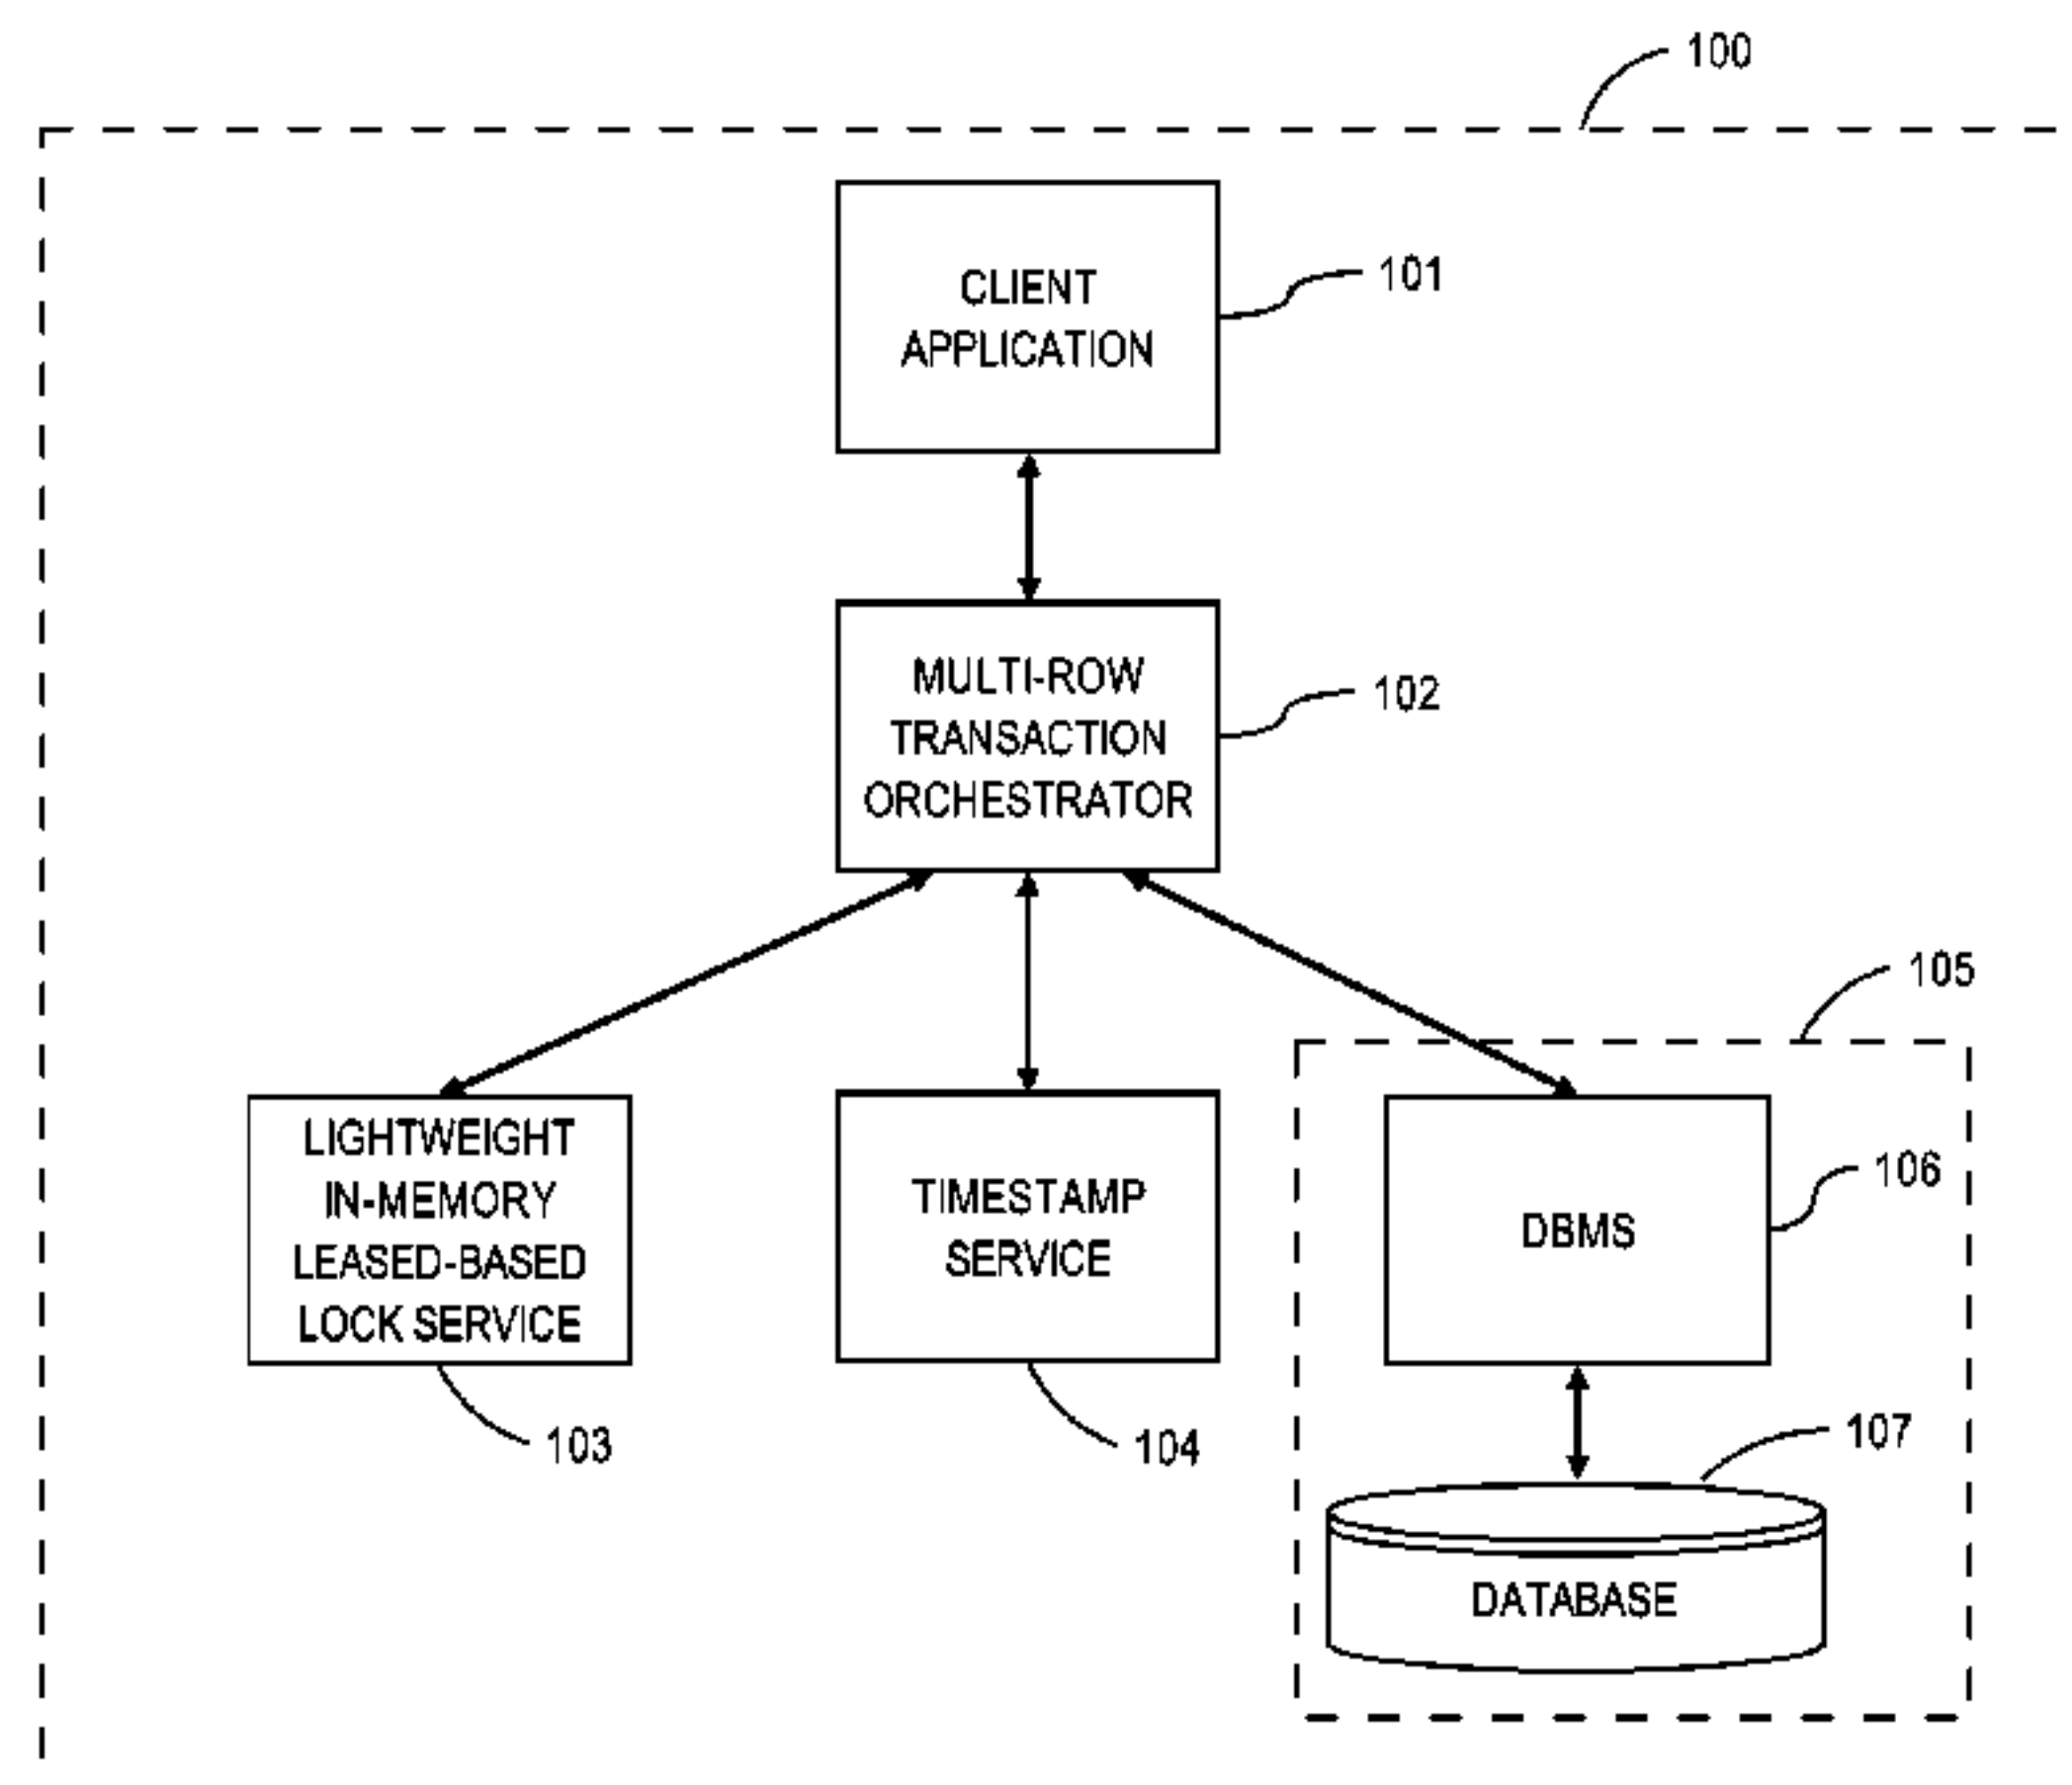 100
CLIENT
APPLICATION
101
MULTI-ROW
TRANSACTION
ORCHESTRATOR
102
105
LIGHTWEIGHT
IN-MEMORY
LEASED-BASED
LOCK SERVICE
103
TIMESTAMP
SERVICE
104
DBMS
106
107
DATABASE